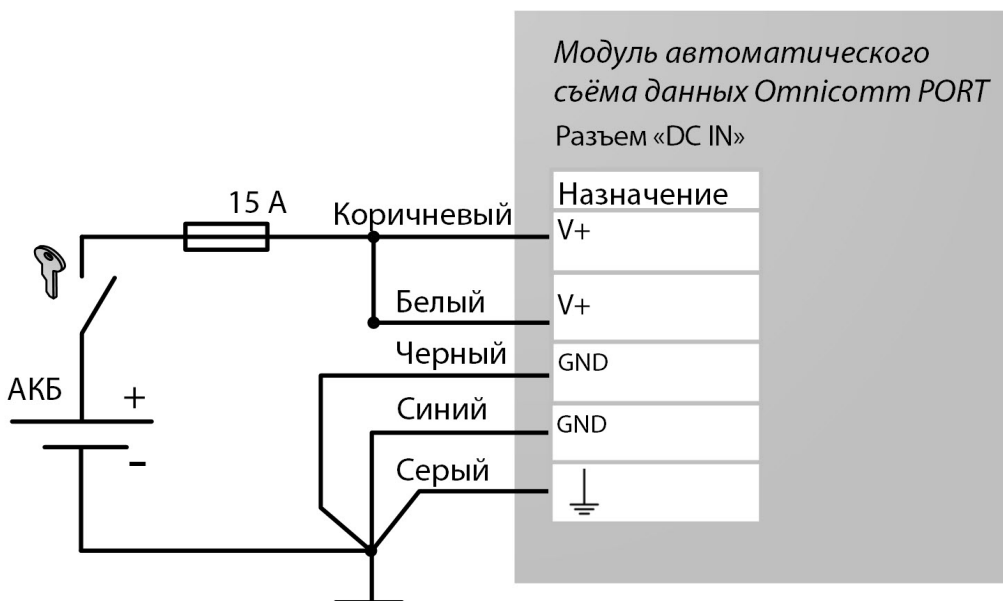 Модуль автоматического
съёма данных Omnicomm PORT
Разъем «DC IN»
Назначение
15 А
Коричневый
V+
Белый
V+
Черный
GND
АКБ
+
-
Синий
GND
Серый